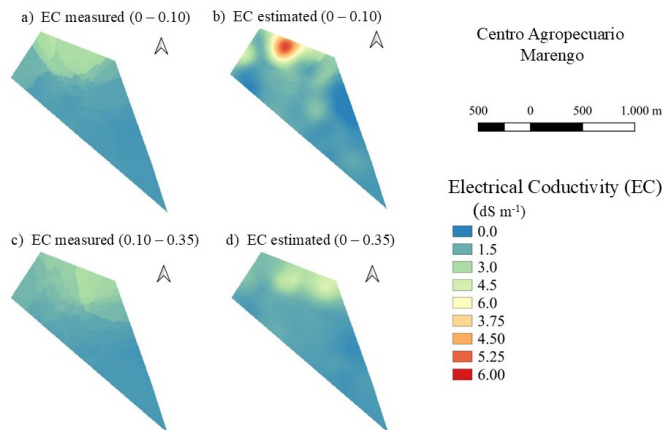 a) EC measured (0 – 0.10)
b) EC estimated (0 – 0.10)
Centro Agropecuario
Marengo
500 0 500 1.000 m
c) EC measured (0.10 – 0.35)
d) EC estimated (0 – 0.35)
Electrical Coductivity (EC)
(dS m-1)
0.0
1.5
3.0
4.5
6.0
3.75
4.50
5.25
6.00